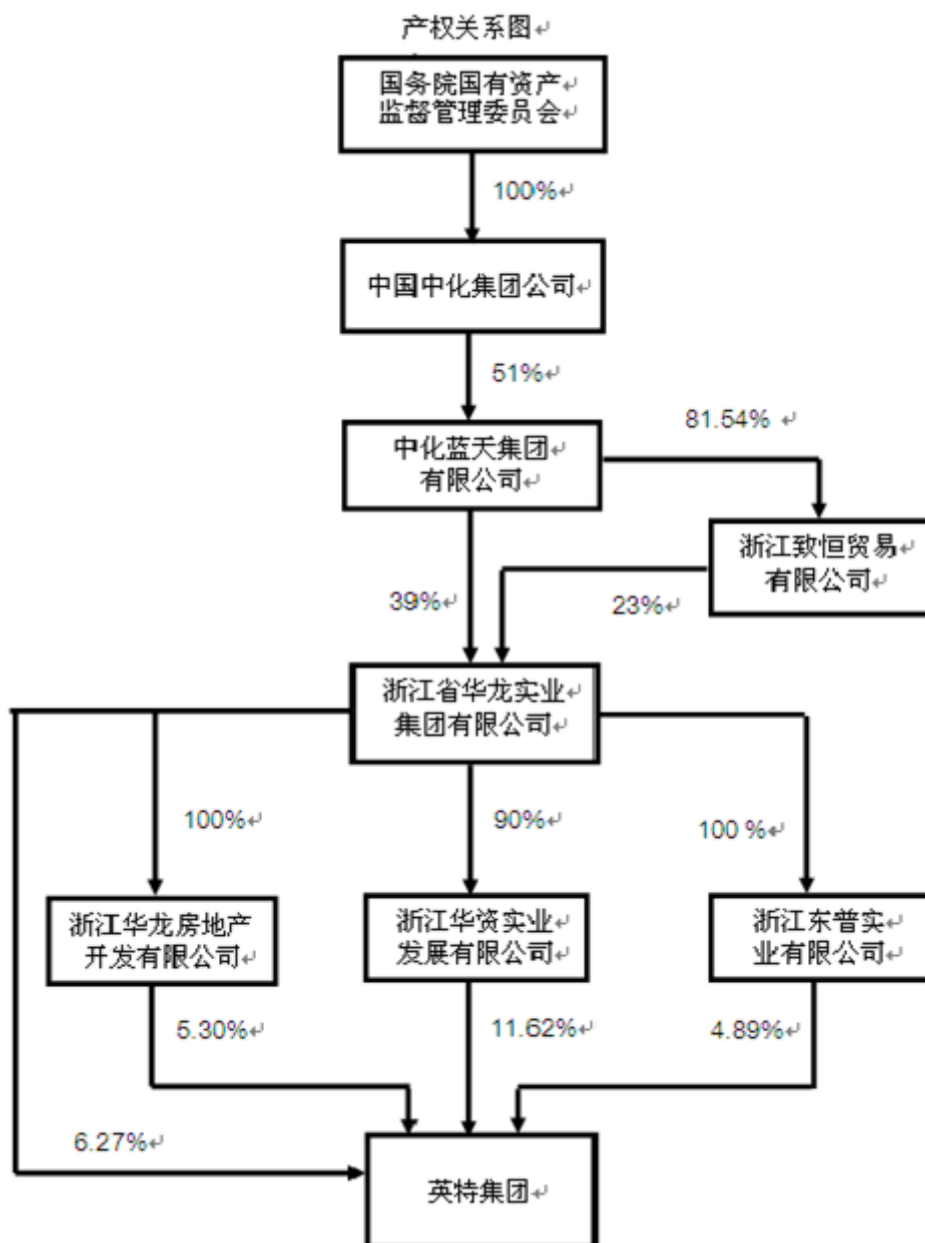 产权关系图↵
国务院国有资产↵
监督管理委员会↵
100%↵
中国中化集团公司↵
51%↵
81.54% ↵
中化蓝天集团↵
有限公司↵
浙江致恒贸易↵
有限公司↵
39%↵
23%↵
浙江省华龙实业↵
集团有限公司↵
100%↵
90%↵
100 %↵
浙江华龙房地产
开发有限公司↵
浙江华资实业↵
发展有限公司↵
浙江东普实↵
业有限公司↵
5.30%↵
11.62%↵
4.89%↵
6.27%↵
英特集团↵